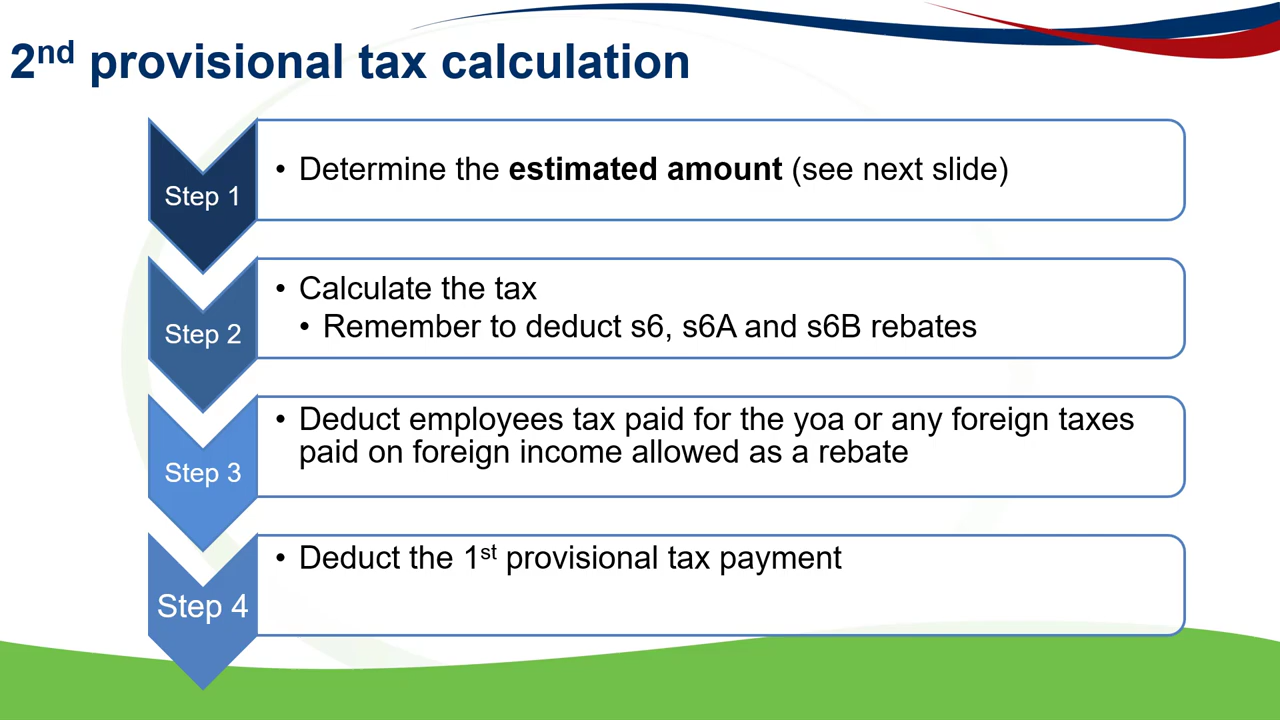 2nd provisional tax calculation
Step 1
• Determine the estimated amount (see next slide)
Step 2
• Calculate the tax
• Remember to deduct s6, s6A and s6B rebates
Step 3
• Deduct employees tax paid for the yoa or any foreign taxes
paid on foreign income allowed as a rebate
Step 4
• Deduct the 1st provisional tax payment